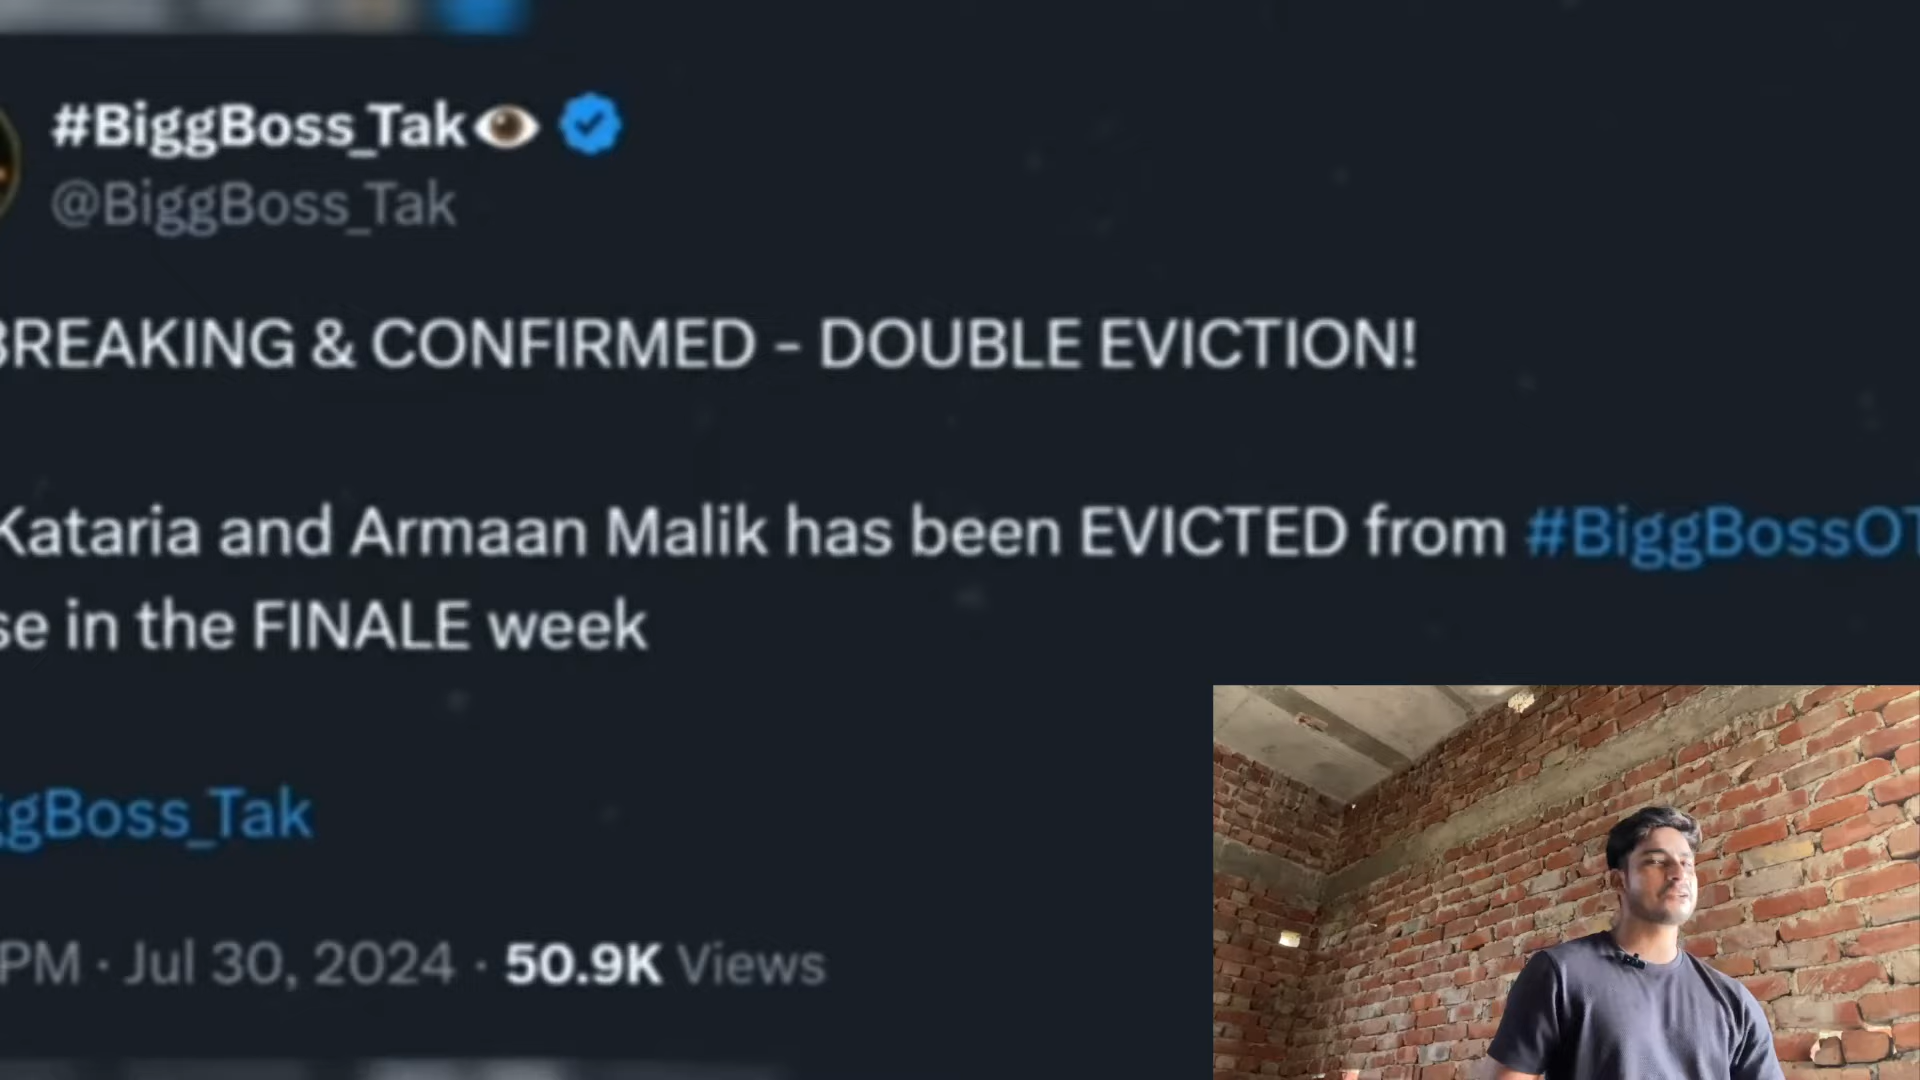 #BiggBoss_Tak👁
@BiggBoss_Tak
BREAKING & CONFIRMED - DOUBLE EVICTION!
Kataria and Armaan Malik has been EVICTED from #BiggBossOT
se in the FINALE week
ggBoss_Tak
PM · Jul 30, 2024 · 50.9K Views